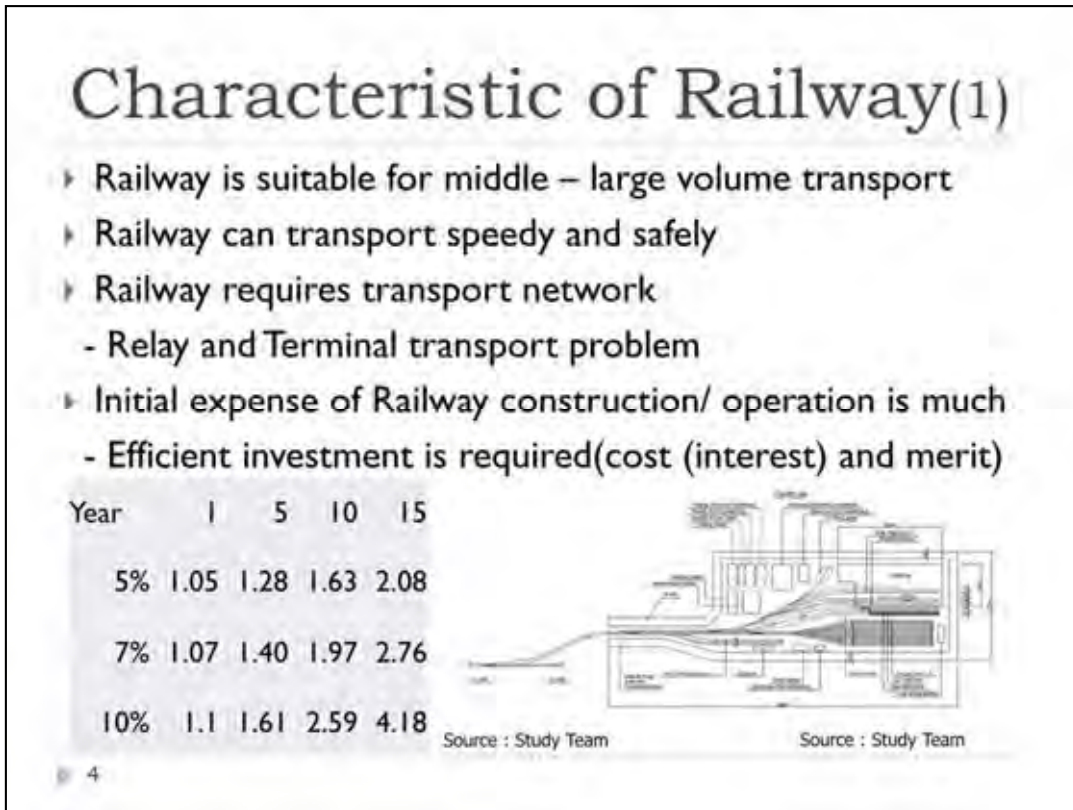 Characteristic of Railway(1)
Railway is suitable for middle – large volume transport
Railway can transport speedy and safely
Railway requires transport network
- Relay and Terminal transport problem
Initial expense of Railway construction/ operation is much
- Efficient investment is required(cost (interest) and merit)
Year 1 5 10 15
5% 1.05 1.28 1.63 2.08
7% 1.07 1.40 1.97 2.76
10% 1.1 1.61 2.59 4.18
Source : Study Team
Source : Study Team
4